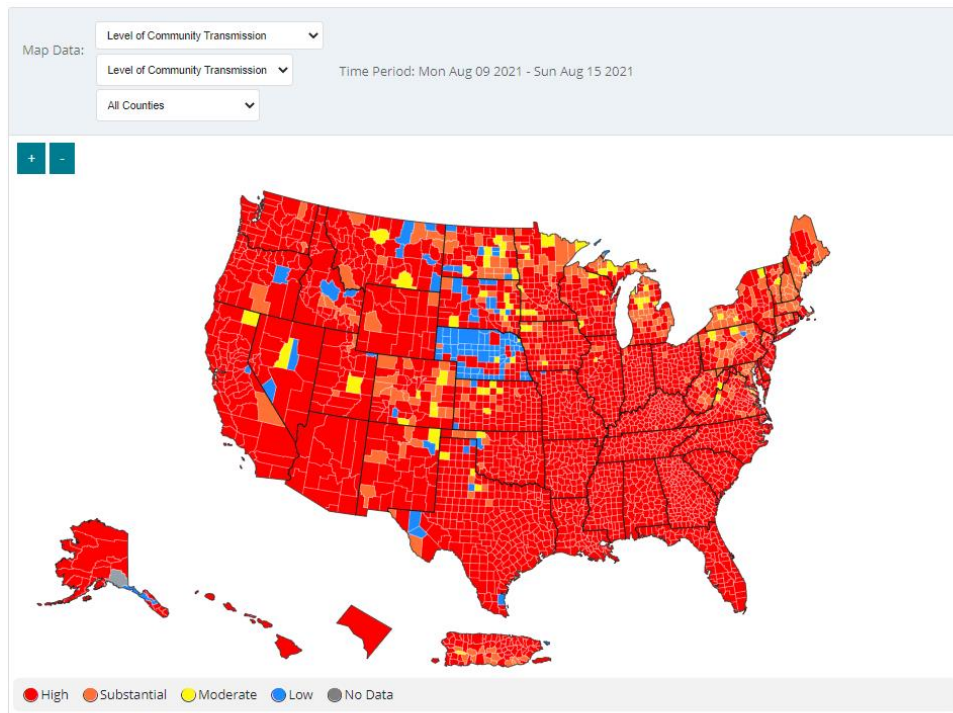 Map Data:
Level of Community Transmission
Level of Community Transmission
Time Period: Mon Aug 09 2021 - Sun Aug 15 2021
All Counties
+ -
High Substantial Moderate Low No Data